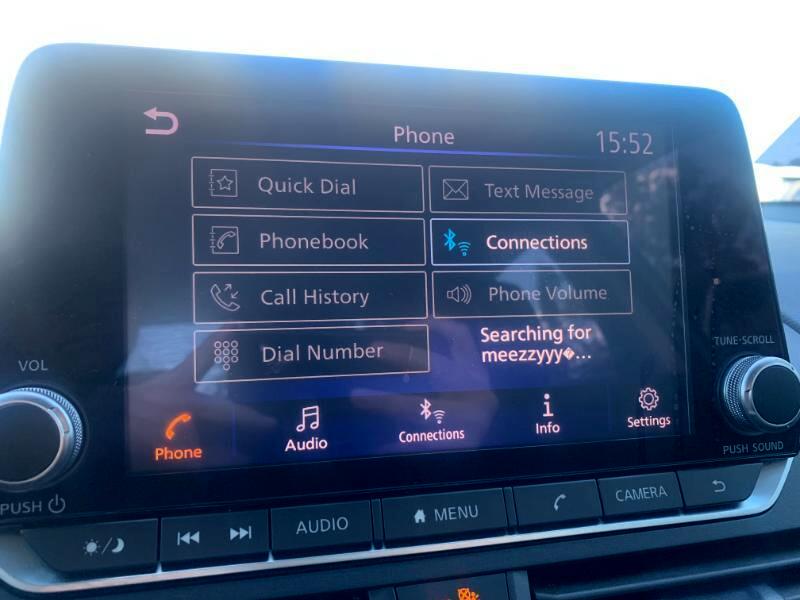 Phone
15:52
Quick Dial
Text Message
Phonebook
Connections
Call History
Phone Volume
Dial Number
Searching for
meezzyyy�...
Phone
Audio
Connections
Info
Settings
VOL
PUSH
TUNE·SCROLL
PUSH SOUND
AUDIO
MENU
CAMERA